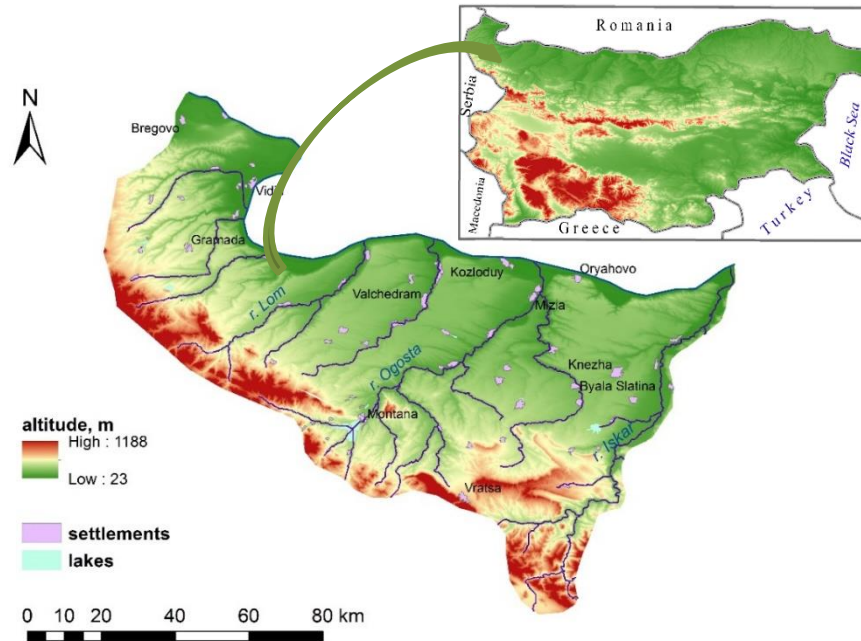 Romania
Serbia
Black Sea
Macedonia
Turkey
Greece
N
Bregovo
Gramada
Kozloduy
Oryahovo
Valchedram
Mizia
r. Lom
r. Ogosta
Knezha
Byala Slatina
Montana
r. Iskar
Vratsa
altitude, m
High : 1188
Low : 23
settlements
lakes
0 10 20 40 60 80 km